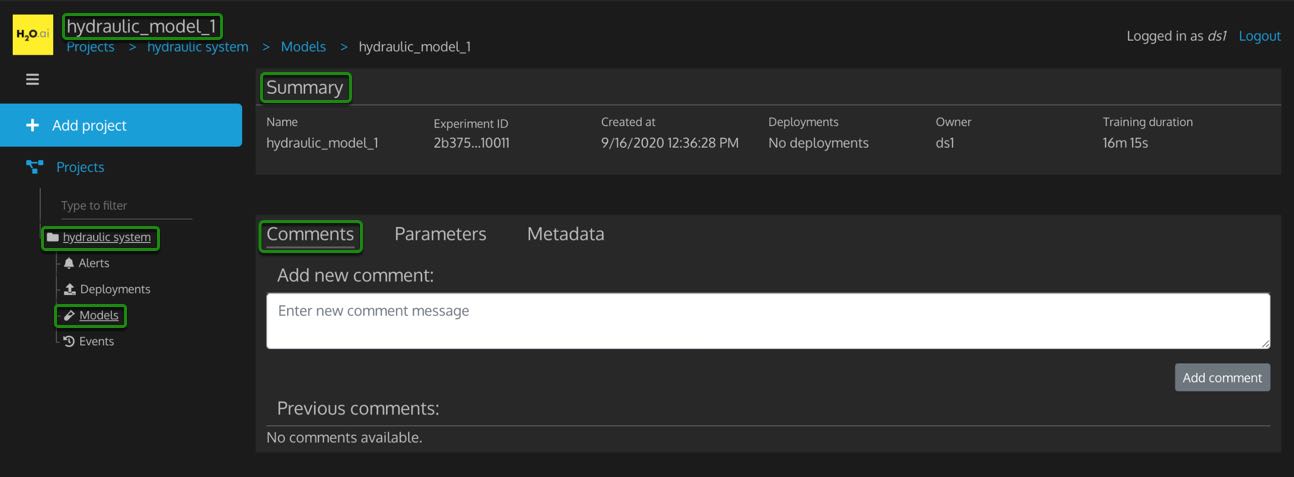 H2O.ai
hydraulic_model_1
Projects > hydraulic system > Models > hydraulic_model_1
Logged in as ds1 Logout
Add project
Projects
Type to filter
hydraulic system
Alerts
Deployments
Models
Events
Summary
Name Experiment ID Created at Deployments Owner Training duration
hydraulic_model_1 2b375...10011 9/16/2020 12:36:28 PM No deployments ds1 16m 15s
Comments Parameters Metadata
Add new comment:
Enter new comment message
Add comment
Previous comments:
No comments available.